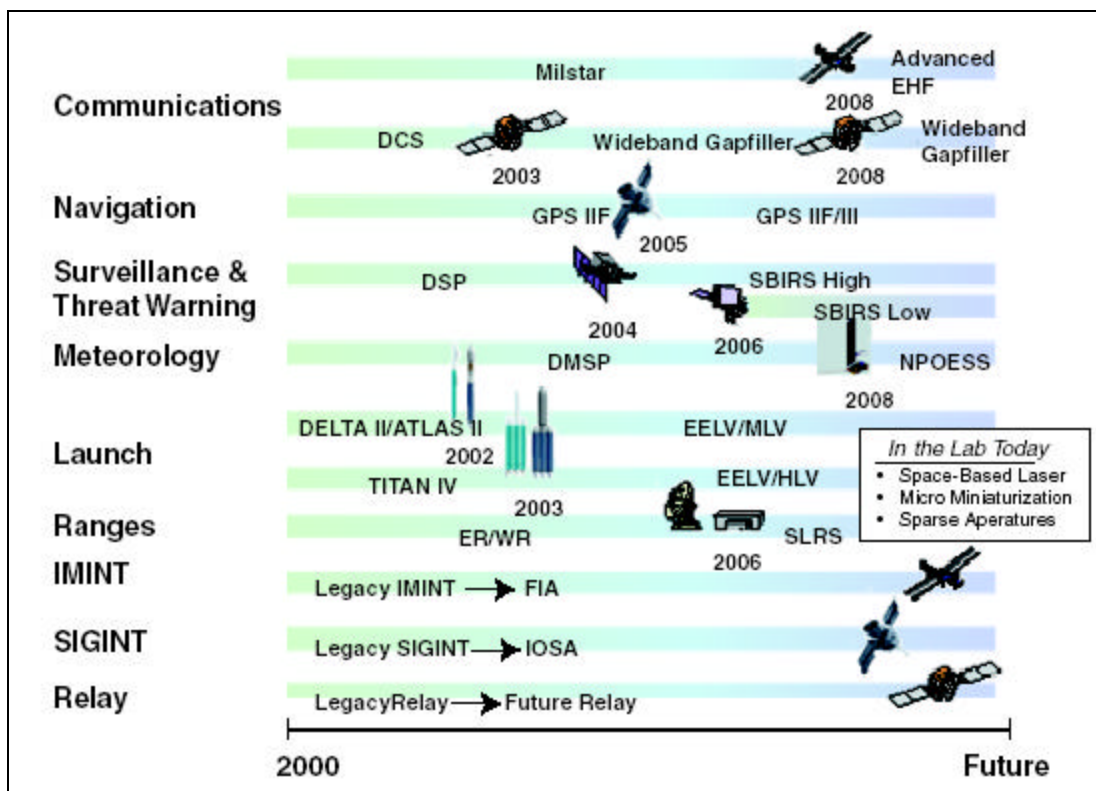 Communications
Milstar
2008
Advanced
EHF
DCS
2003
Wideband Gapfiller
2008
Wideband
Gapfiller
Navigation
GPS IIF
2005
GPS IIF/III
Surveillance &
Threat Warning
DSP
2004
SBIRS High
2006
SBIRS Low
Meteorology
DMSP
2008
NPOESS
Launch
DELTA II/ATLAS II
2002
EELV/MLV
TITAN IV
2003
EELV/HLV
In the Lab Today
• Space-Based Laser
• Micro Miniaturization
• Sparse Aperatures
Ranges
ER/WR
2006
SLRS
IMINT
Legacy IMINT
FIA
SIGINT
Legacy SIGINT
IOSA
Relay
LegacyRelay
Future Relay
2000
Future